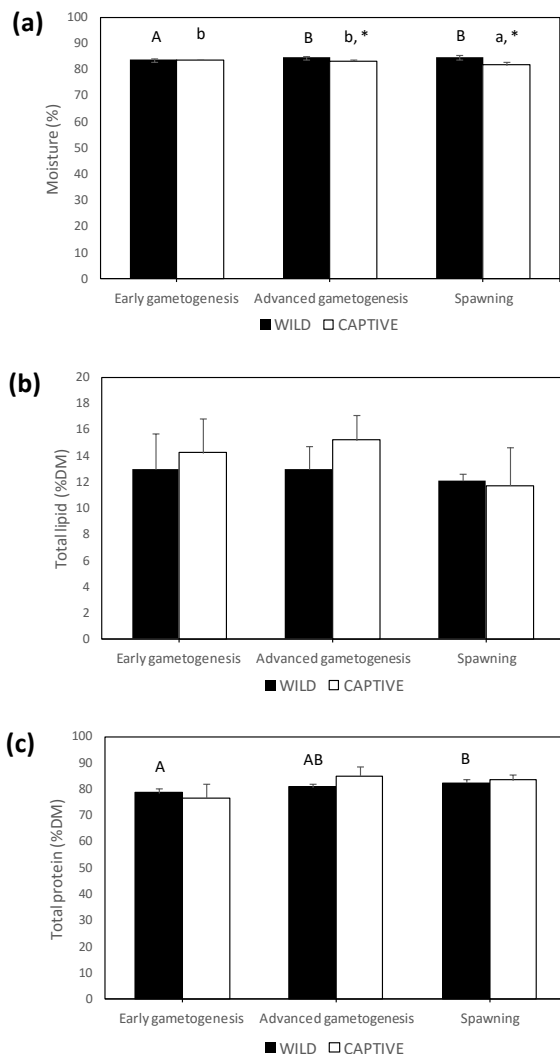 (a)
Moisture (%)
100
90
80
70
60
50
40
30
20
10
0
A b B b, * B a, *
Early gametogenesis Advanced gametogenesis Spawning
WILD CAPTIVE
(b)
Total lipid (%DM)
20
18
16
14
12
10
8
6
4
2
0
Early gametogenesis Advanced gametogenesis Spawning
WILD CAPTIVE
(c)
Total protein (%DM)
100
90
80
70
60
50
40
30
20
10
0
A AB B
Early gametogenesis Advanced gametogenesis Spawning
WILD CAPTIVE